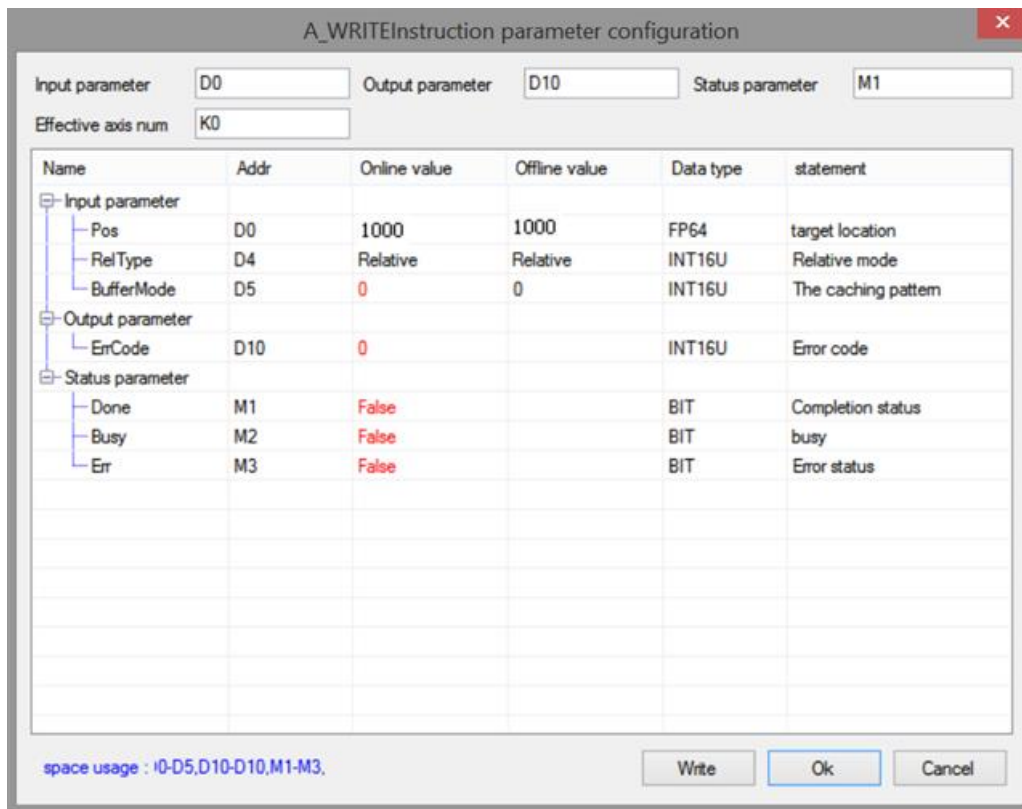 A_WRITEInstruction parameter configuration
Input parameter D0 Output parameter D10 Status parameter M1
Effective axis num K0
Name Addr Online value Offline value Data type statement
Input parameter
Pos D0 1000 1000 FP64 target location
RelType D4 Relative Relative INT16U Relative mode
BufferMode D5 0 0 INT16U The caching pattern
Output parameter
ErrCode D10 0 INT16U Error code
Status parameter
Done M1 False BIT Completion status
Busy M2 False BIT busy
Err M3 False BIT Error status
space usage : 0-D5,D10-D10,M1-M3,
Write Ok Cancel